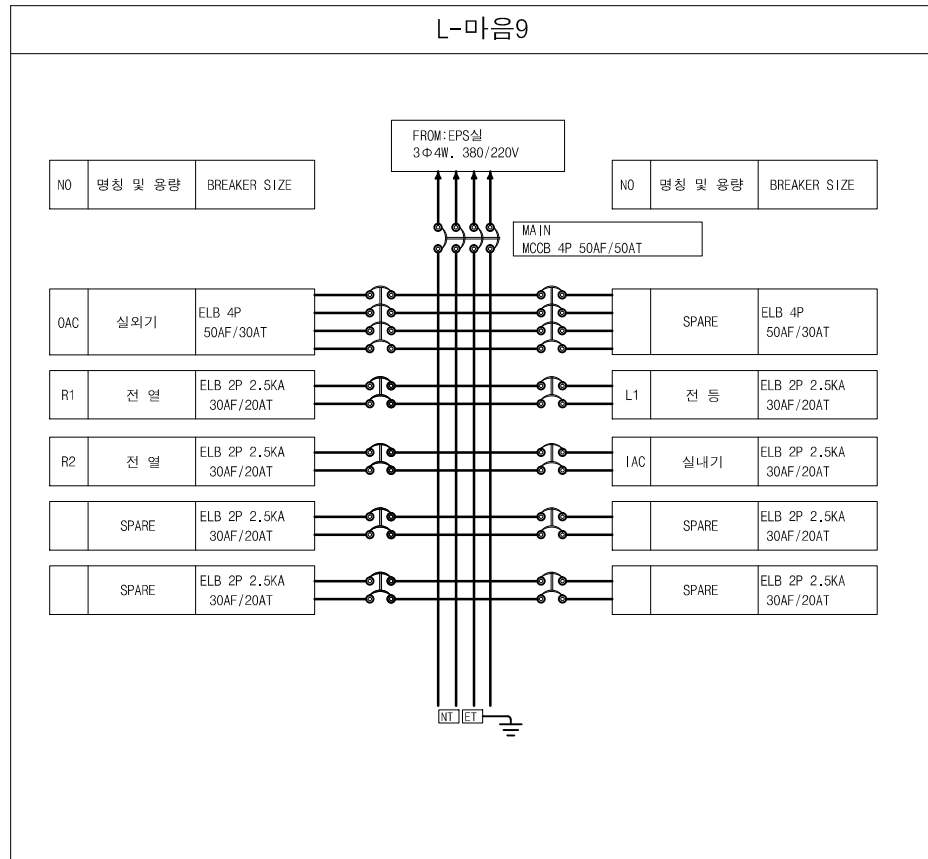 L-마음9
FROM:EPS실
3Φ4W. 380/220V
NO 명칭 및 용량 BREAKER SIZE
NO 명칭 및 용량 BREAKER SIZE
MAIN
MCCB 4P 50AF/50AT
OAC 실외기 ELB 4P
50AF/30AT
SPARE ELB 4P
50AF/30AT
R1 전 열 ELB 2P 2.5KA
30AF/20AT
L1 전 등 ELB 2P 2.5KA
30AF/20AT
R2 전 열 ELB 2P 2.5KA
30AF/20AT
IAC 실내기 ELB 2P 2.5KA
30AF/20AT
SPARE ELB 2P 2.5KA
30AF/20AT
SPARE ELB 2P 2.5KA
30AF/20AT
SPARE ELB 2P 2.5KA
30AF/20AT
SPARE ELB 2P 2.5KA
30AF/20AT
NT ET